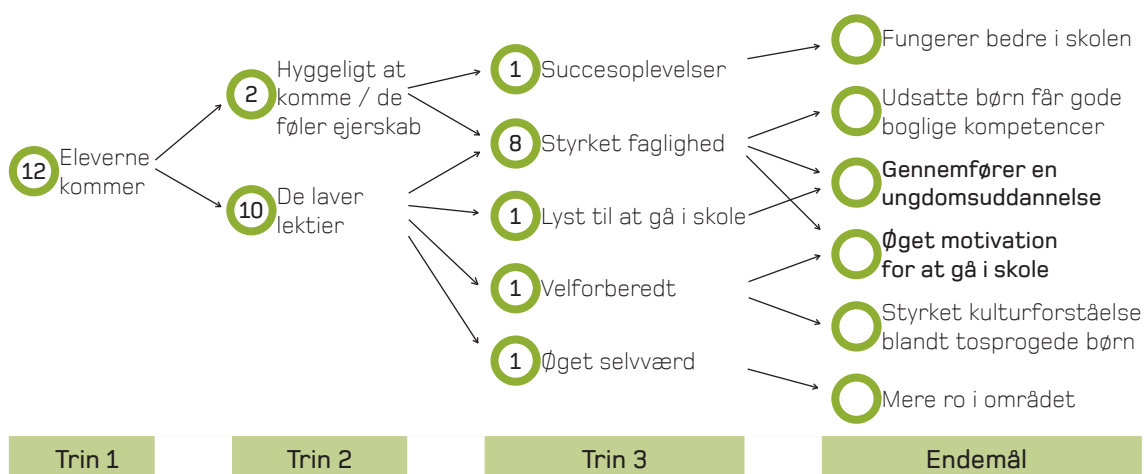 12
Eleverne
kommer
2
Hyggeligt at
komme / de
føler ejerskab
10
De laver
lektier
1
Succesoplevelser
8
Styrket faglighed
1
Lyst til at gå i skole
1
Velforberedt
1
Øget selvværd
Fungerer bedre i skolen
Udsatte børn får gode
boglige kompetencer
Gennemfører en
ungdomsuddannelse
Øget motivation
for at gå i skole
Styrket kulturforståelse
blandt tosprogede børn
Mere ro i området
Trin 1
Trin 2
Trin 3
Endemål